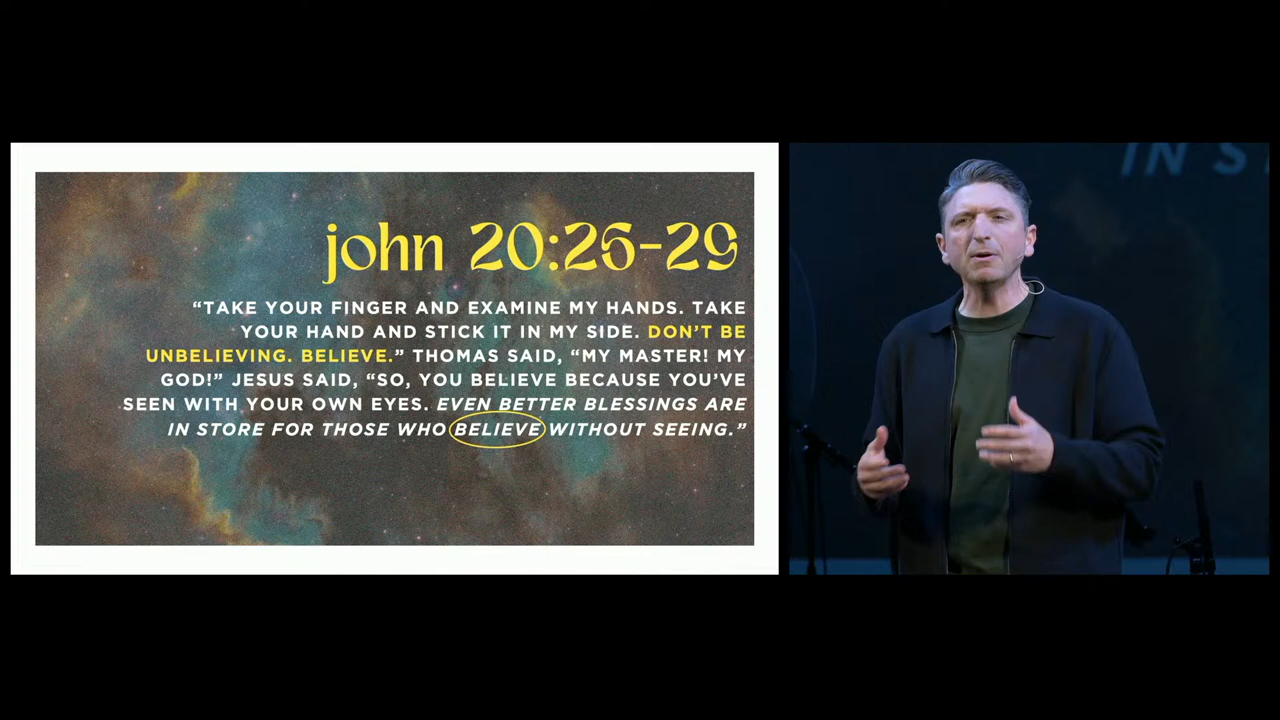 john 20:26-29
“TAKE YOUR FINGER AND EXAMINE MY HANDS. TAKE
YOUR HAND AND STICK IT IN MY SIDE. DON’T BE
UNBELIEVING. BELIEVE.” THOMAS SAID, “MY MASTER! MY
GOD!” JESUS SAID, “SO, YOU BELIEVE BECAUSE YOU’VE
SEEN WITH YOUR OWN EYES. EVEN BETTER BLESSINGS ARE
IN STORE FOR THOSE WHO BELIEVE WITHOUT SEEING.”
IN S